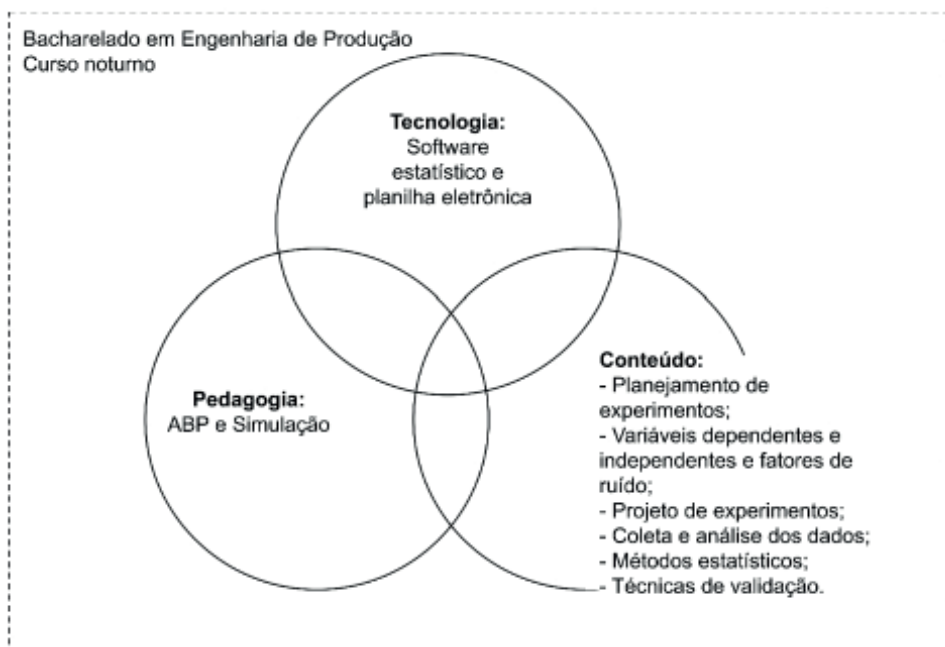 Bacharelado em Engenharia de Produção
Curso noturno
Tecnologia:
Software
estatístico e
planilha eletrônica
Pedagogia:
ABP e Simulação
Conteúdo:
- Planejamento de
experimentos;
- Variáveis dependentes e
independentes e fatores de
ruído;
- Projeto de experimentos;
- Coleta e análise dos dados;
- Métodos estatísticos;
- Técnicas de validação.